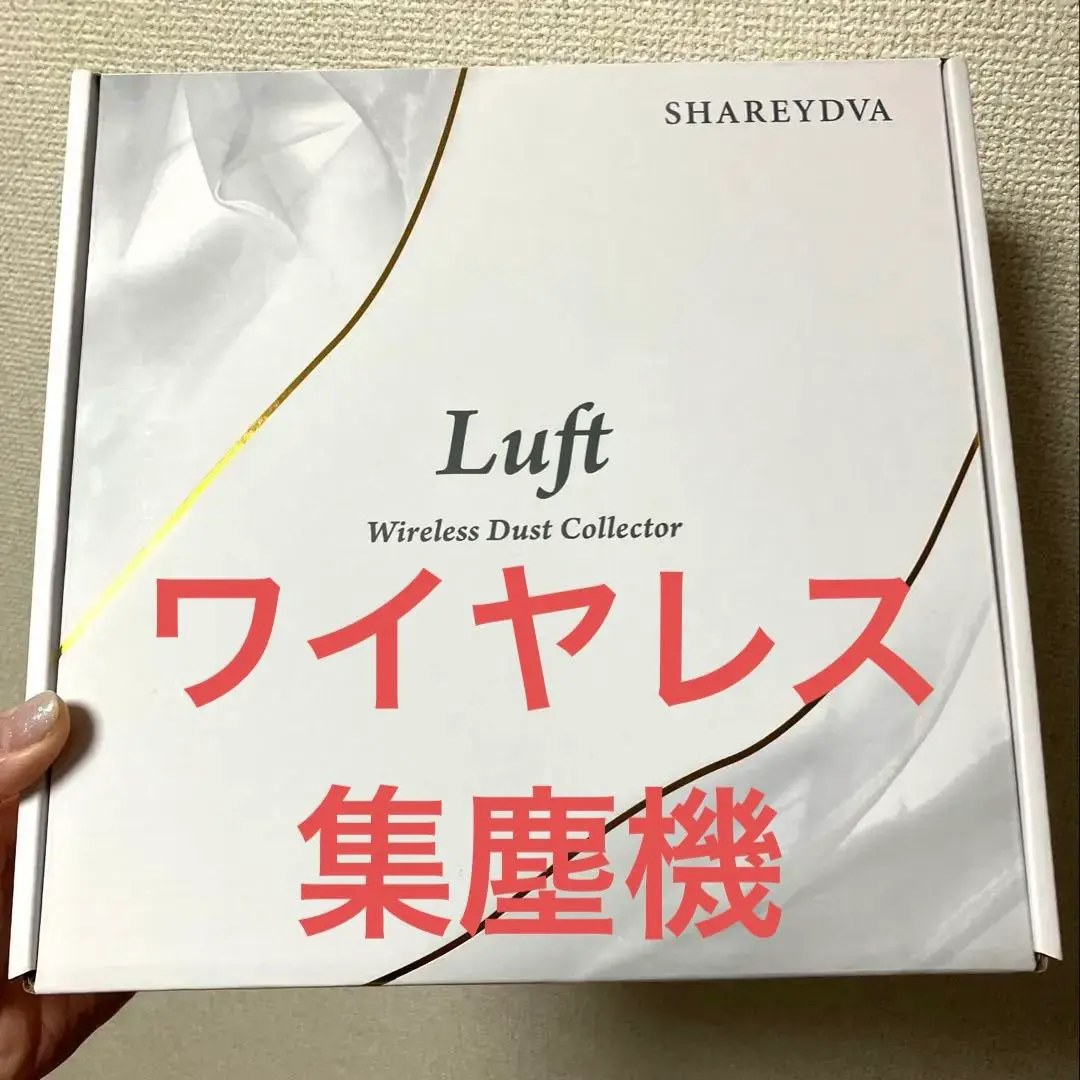 SHAREYDVA
Luft
Wireless Dust Collector
ワイヤレス
集塵機